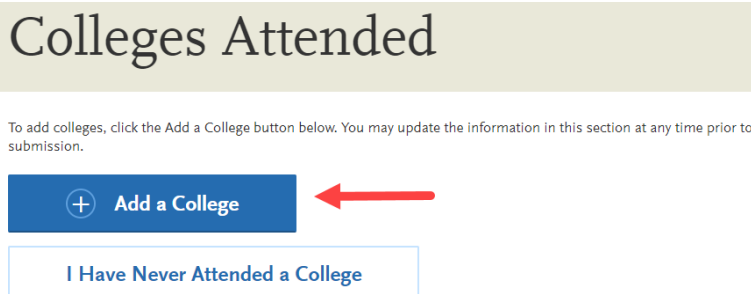 Colleges Attended
To add colleges, click the Add a College button below. You may update the information in this section at any time prior to
submission.
Add a College
I Have Never Attended a College